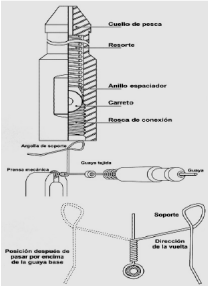 Cuello de pesca
Resorte
Anillo espaciador
Carreto
Rosca de conexión
Argolla de soporte
Guaya tejida
Prensa mecánica
Guaya
Soporte
Dirección
de la vuelta
Posición después de
pasar por encima
de la guaya base